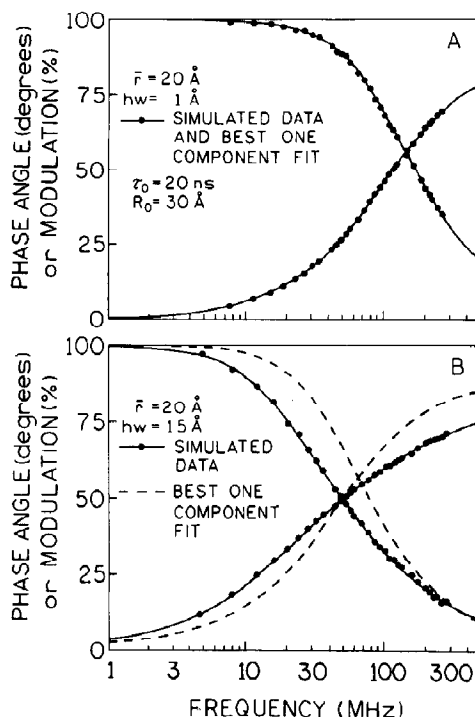 PHASE ANGLE (degrees)
or MODULATION (%)
100
75
50
25
0
A
r̄ = 20 Å
hw = 1 Å
SIMULATED DATA
AND BEST ONE
COMPONENT FIT
τ₀ = 20 ns
R₀ = 30 Å
PHASE ANGLE (degrees)
or MODULATION (%)
100
75
50
25
0
B
r̄ = 20 Å
hw = 15 Å
SIMULATED
DATA
BEST ONE
COMPONENT
FIT
1 3 10 30 100 300
FREQUENCY (MHz)